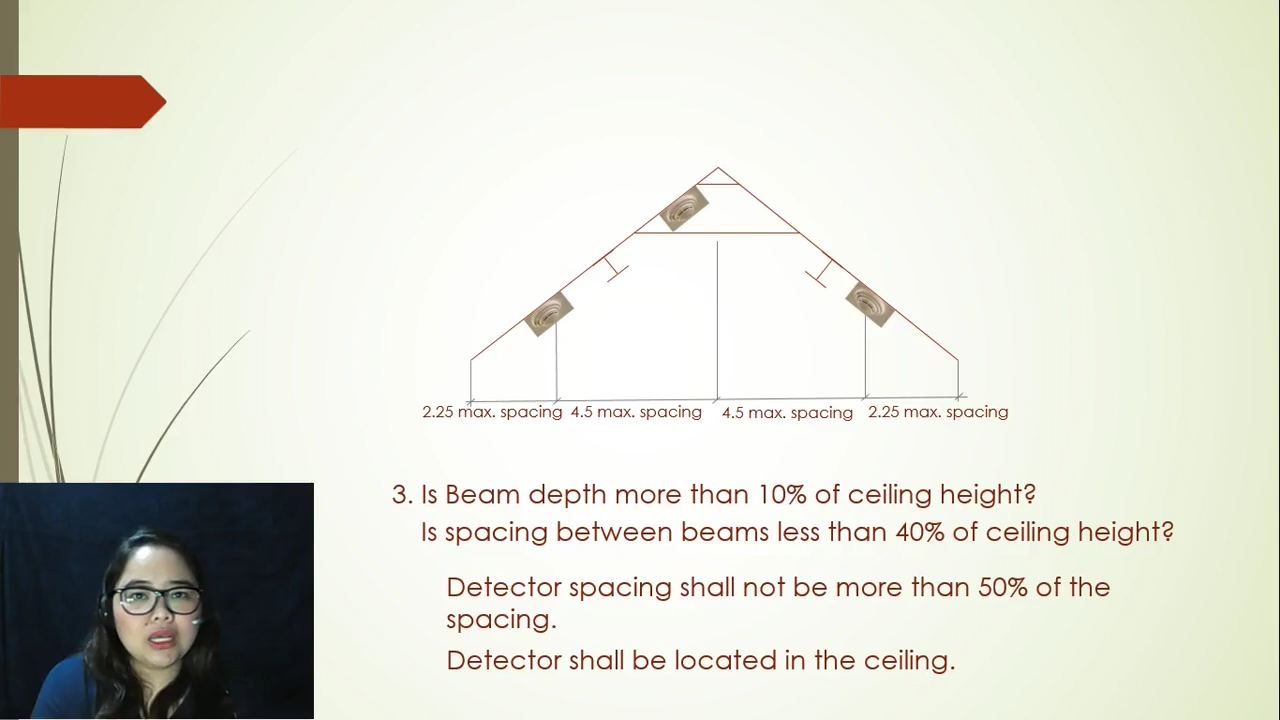 2.25 max. spacing 4.5 max. spacing 4.5 max. spacing 2.25 max. spacing
3. Is Beam depth more than 10% of ceiling height?
Is spacing between beams less than 40% of ceiling height?
Detector spacing shall not be more than 50% of the
spacing.
Detector shall be located in the ceiling.